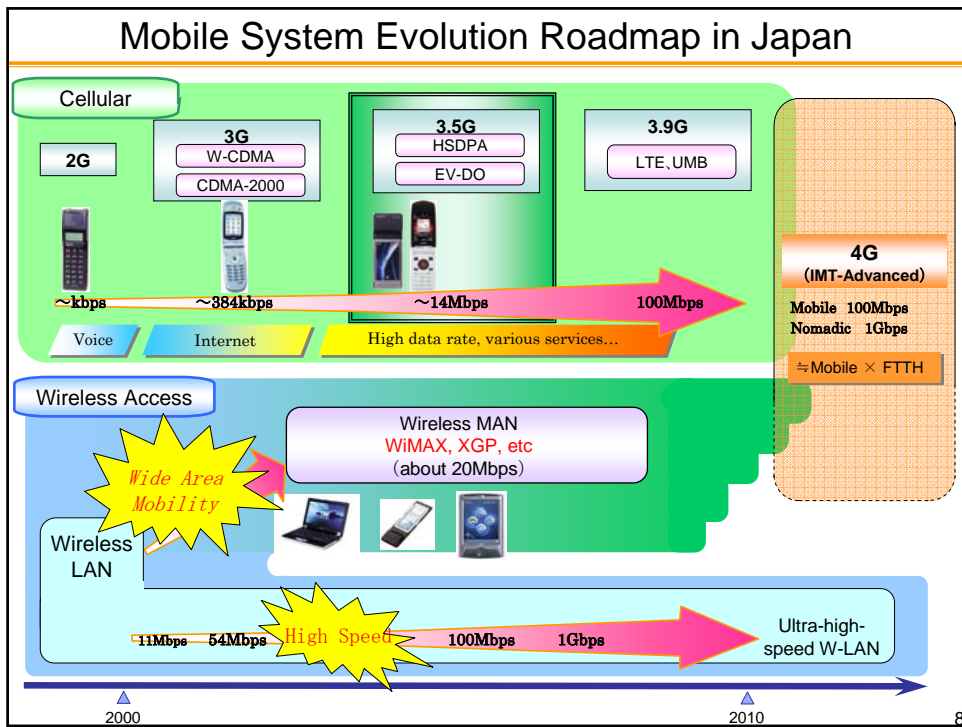 Mobile System Evolution Roadmap in Japan
Cellular
2G
3G
W-CDMA
CDMA-2000
3.5G
HSDPA
EV-DO
3.9G
LTE、UMB
～kbps
～384kbps
～14Mbps
100Mbps
Voice
Internet
High data rate, various services…
4G
（IMT-Advanced）
Mobile 100Mbps
Nomadic 1Gbps
≒Mobile × FTTH
Wireless Access
Wireless MAN
WiMAX, XGP, etc
（about 20Mbps）
Wide Area
Mobility
Wireless
LAN
11Mbps
54Mbps
High Speed
100Mbps
1Gbps
Ultra-high-
speed W-LAN
2000
2010
8